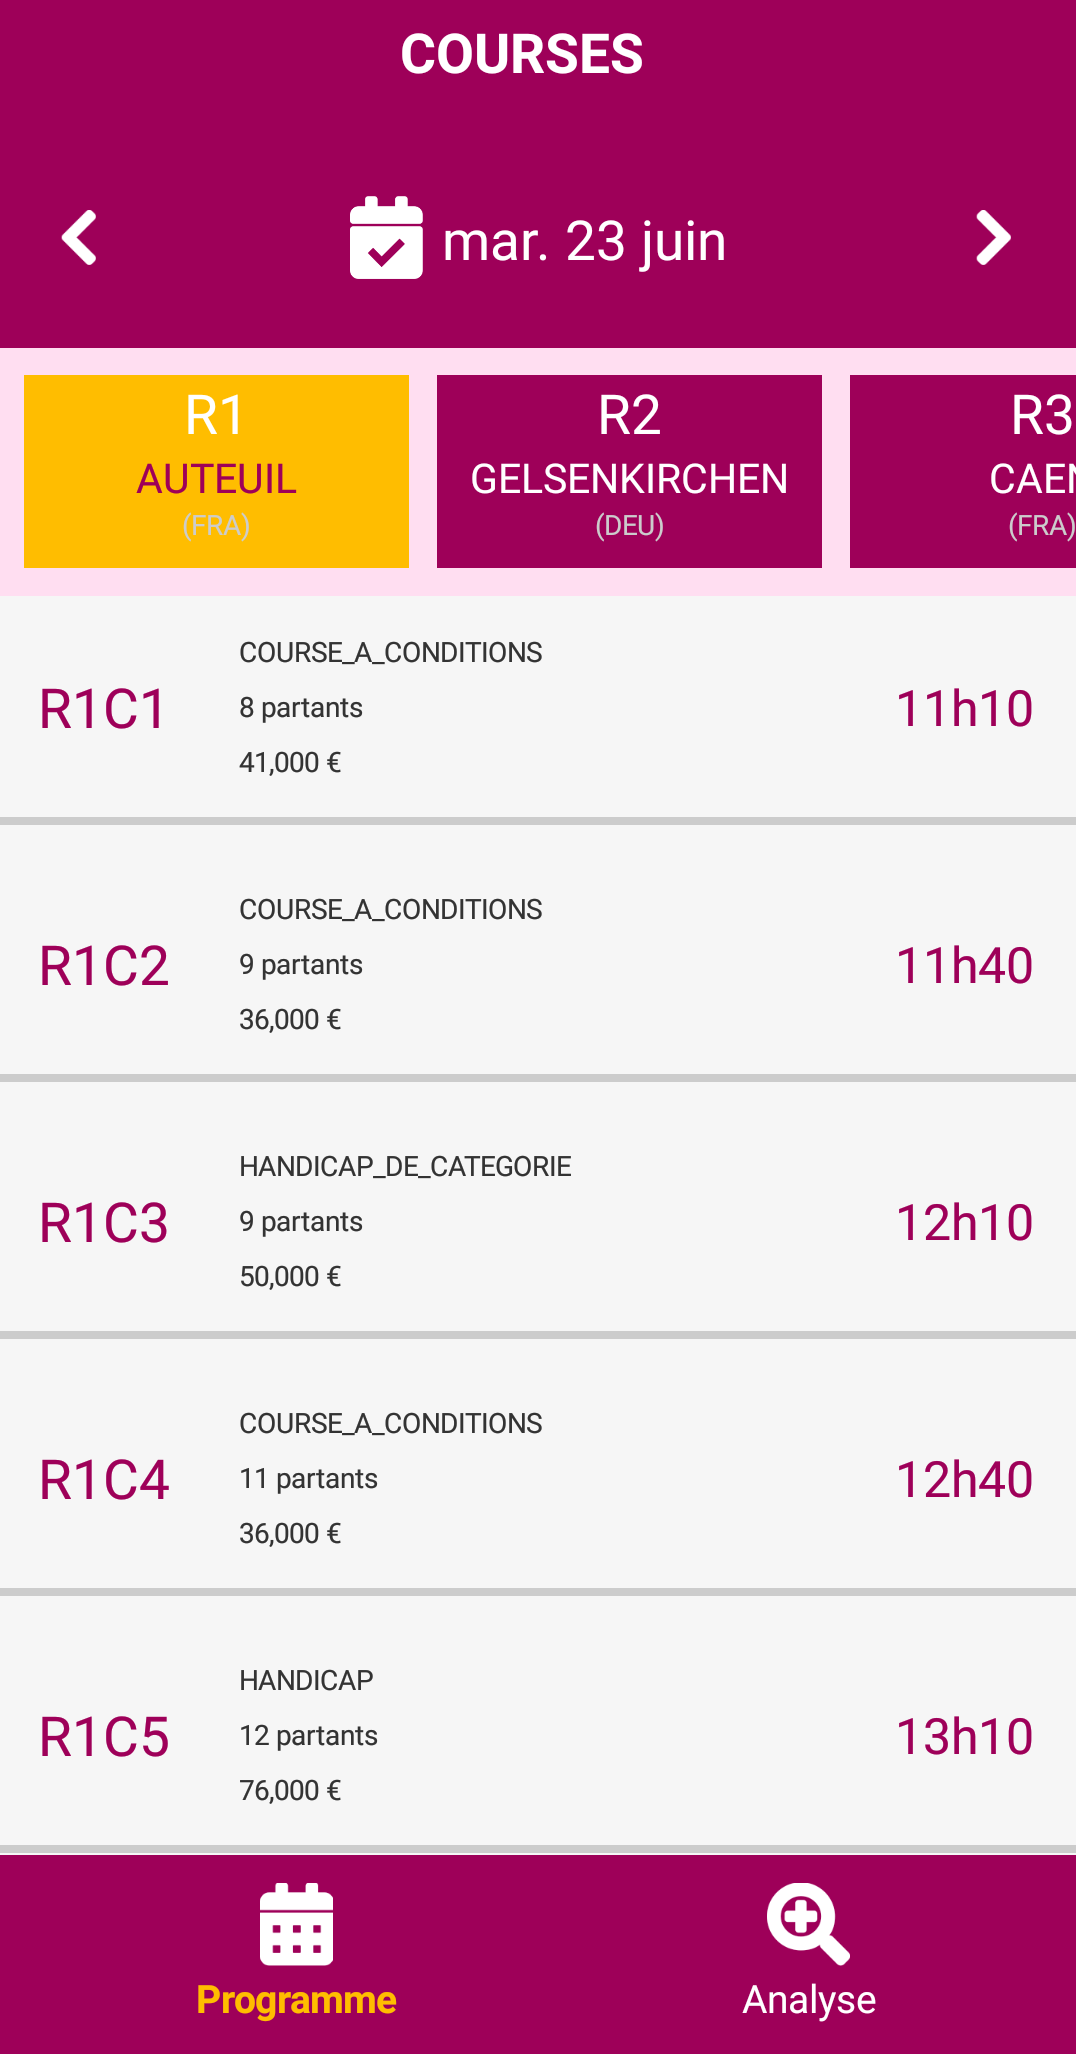 COURSES
mar. 23 juin
R1
AUTEUIL
(FRA)
R2
GELSENKIRCHEN
(DEU)
R3
CAEN
(FRA)
R1C1
COURSE_A_CONDITIONS
8 partants
41,000 €
11h10
R1C2
COURSE_A_CONDITIONS
9 partants
36,000 €
11h40
R1C3
HANDICAP_DE_CATEGORIE
9 partants
50,000 €
12h10
R1C4
COURSE_A_CONDITIONS
11 partants
36,000 €
12h40
R1C5
HANDICAP
12 partants
76,000 €
13h10
Programme
Analyse